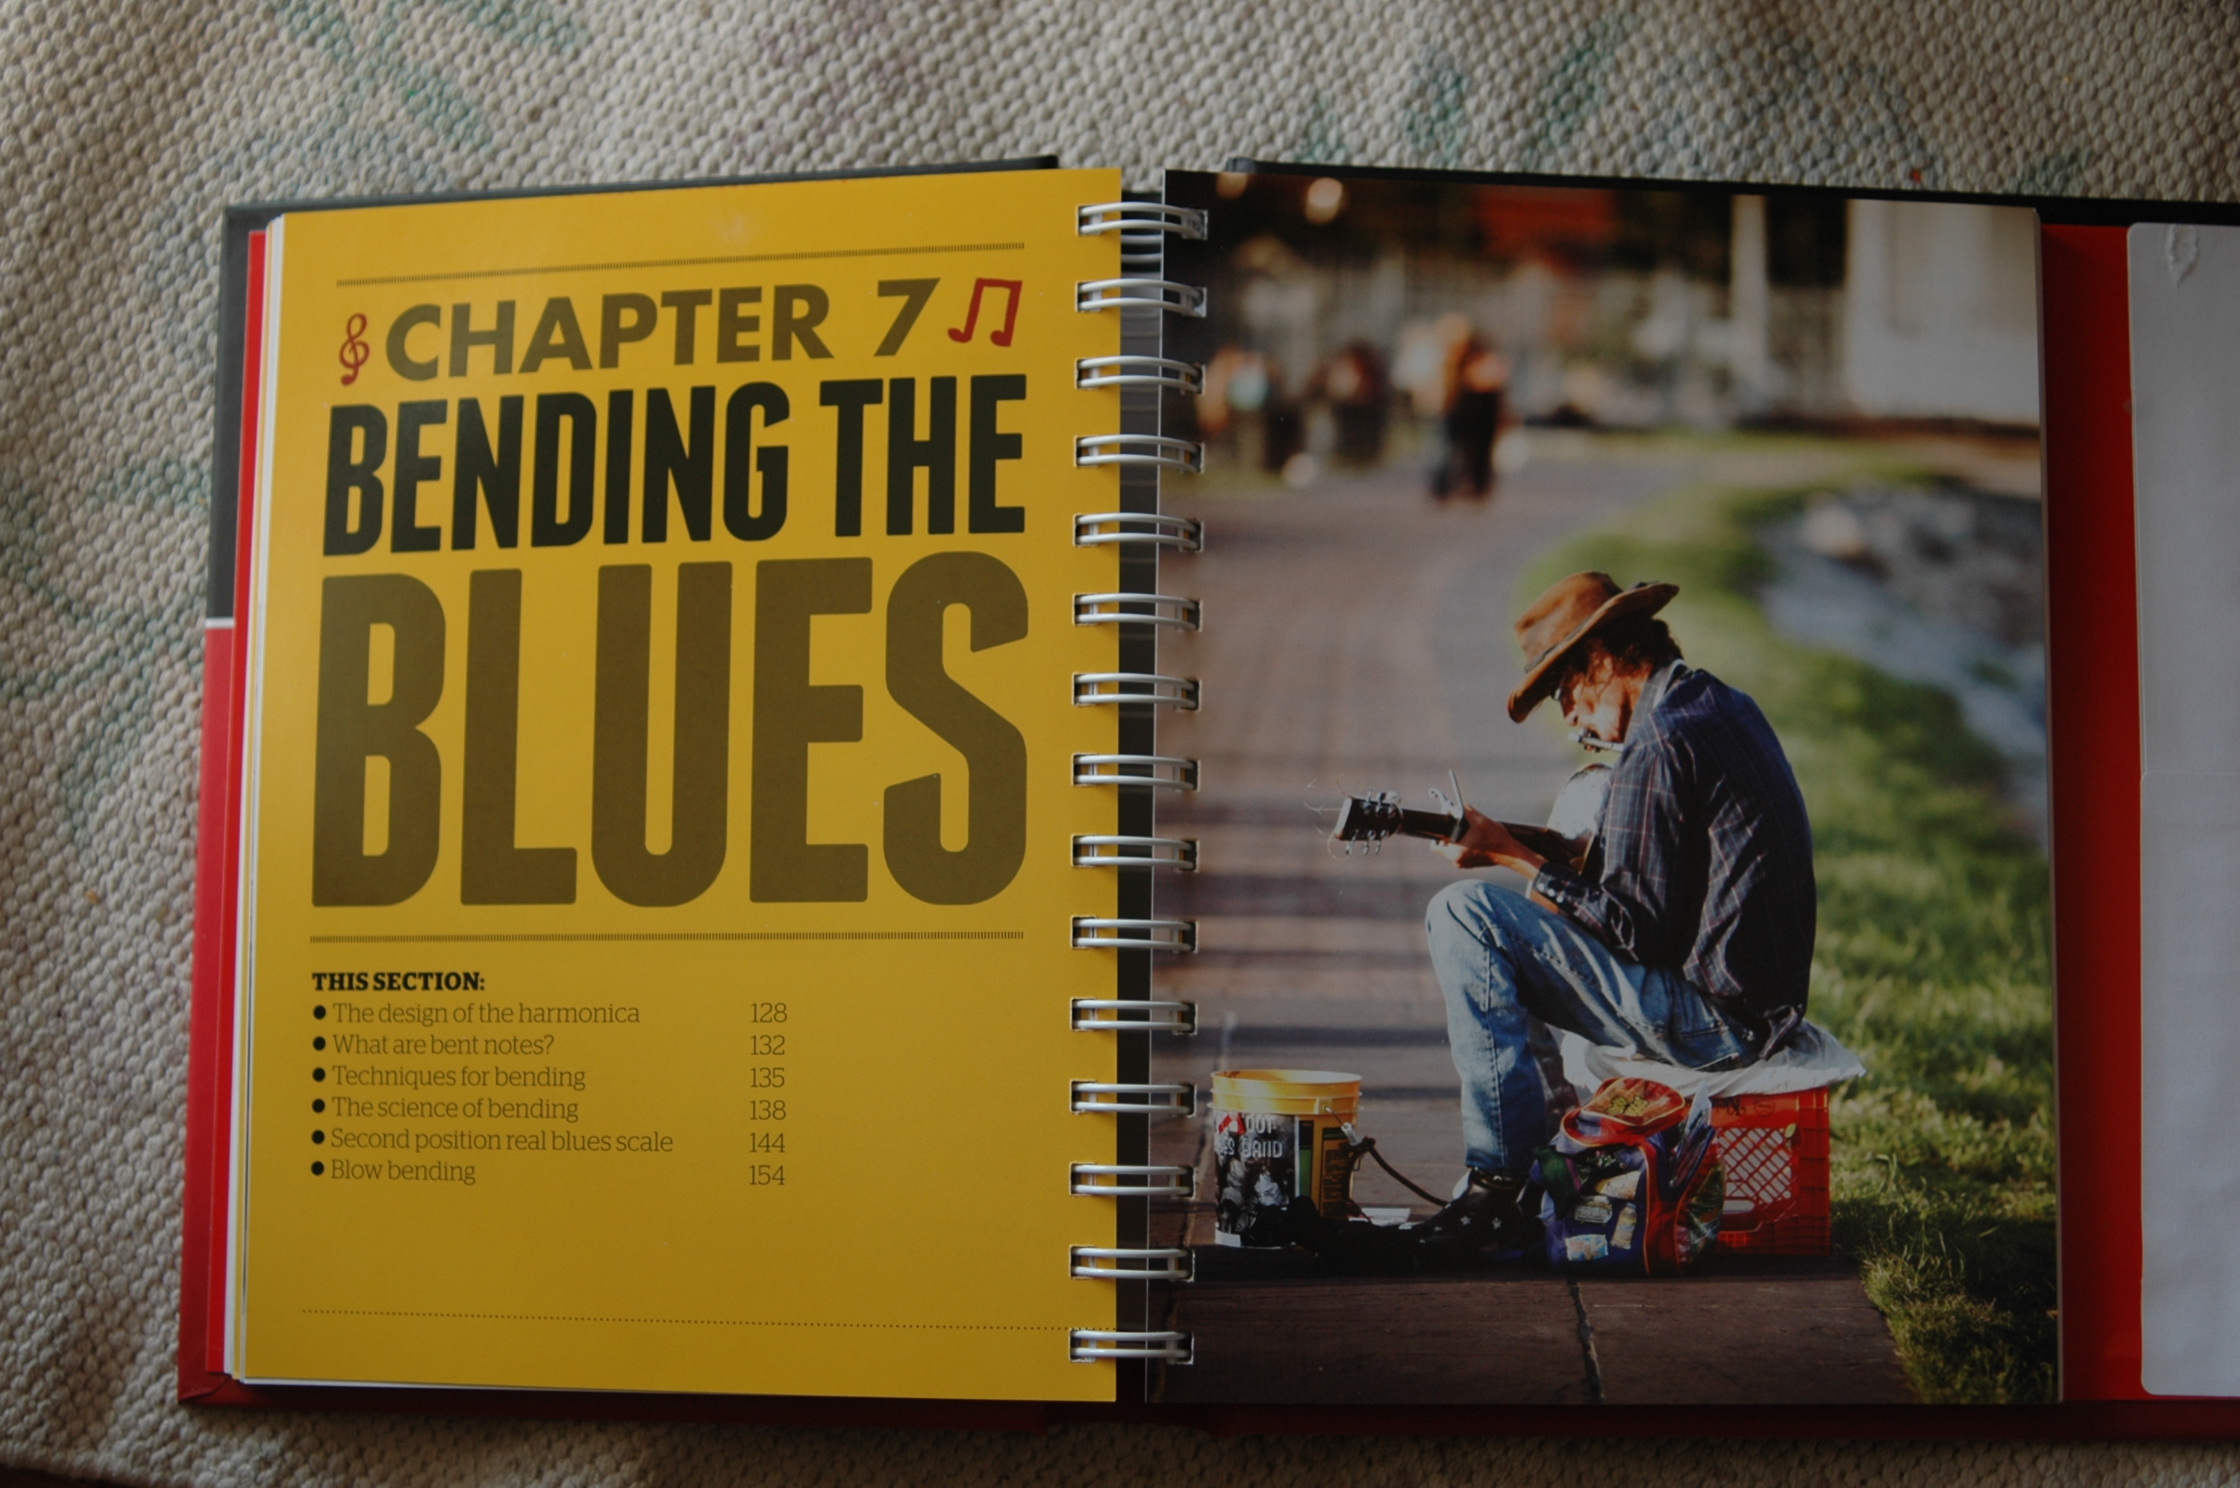 CHAPTER 7
BENDING THE
BLUES
THIS SECTION:
● The design of the harmonica 128
● What are bent notes? 132
● Techniques for bending 135
● The science of bending 138
● Second position real blues scale 144
● Blow bending 154